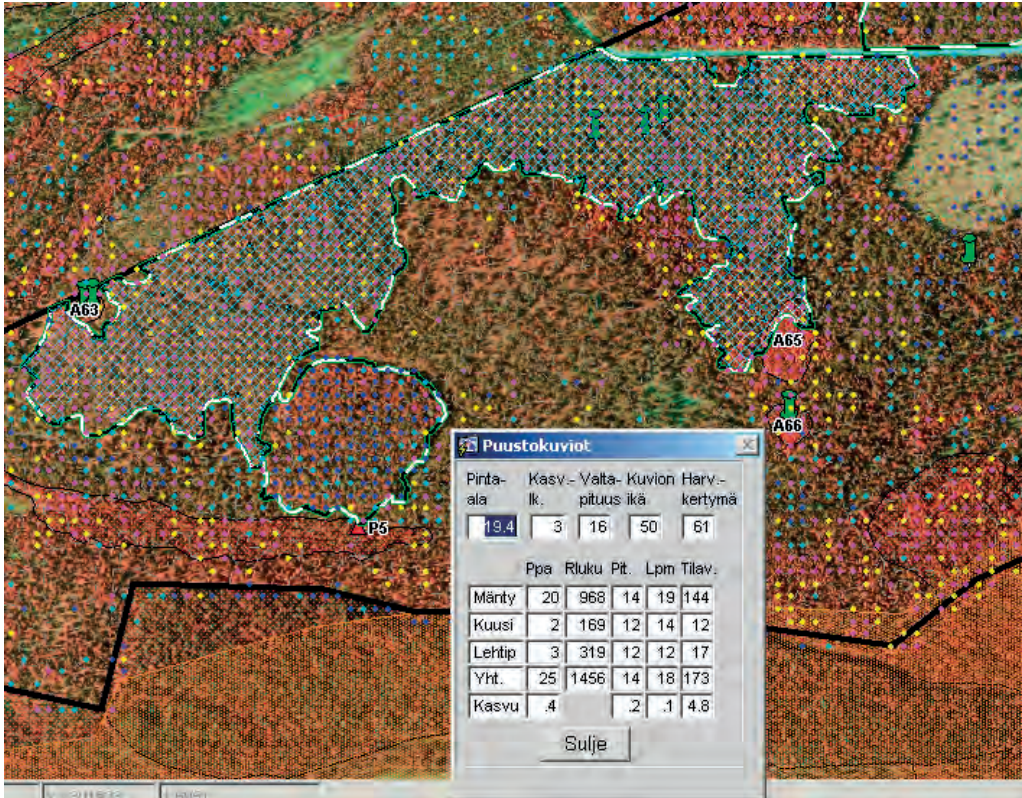 A63
A65
A66
P5
Puustokuviot
Pinta- Kasv.- Valta- Kuvion Harv.-
ala lk. pituus ikä kertymä
19.4 3 16 50 61
Ppa Rluku Pit. Lpm Tilav.
Mänty 20 968 14 19 144
Kuusi 2 169 12 14 12
Lehtip 3 319 12 12 17
Yht. 25 1456 14 18 173
Kasvu .4 .2 .1 4.8
Sulje